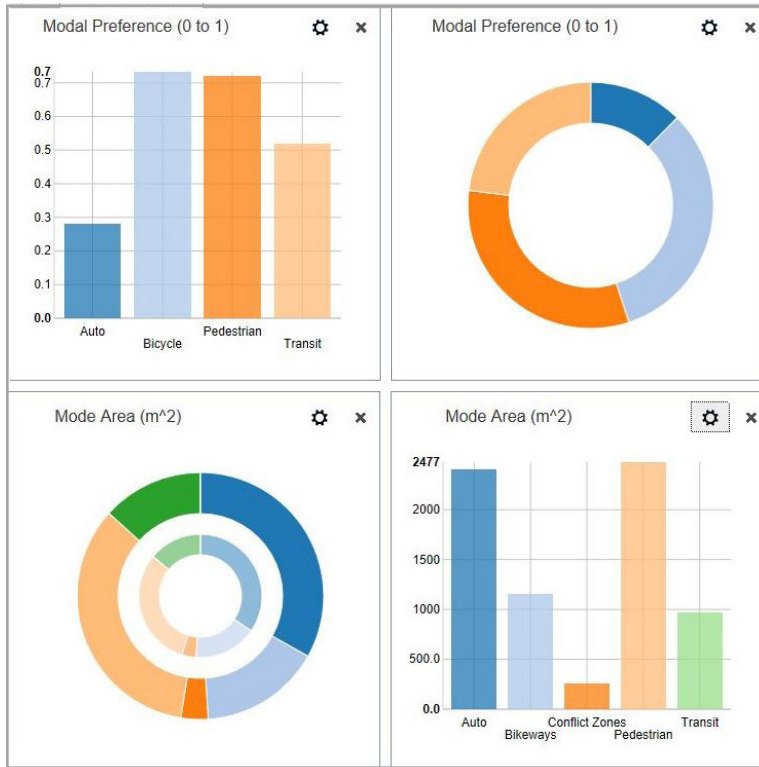 Modal Preference (0 to 1)
0.7
0.7
0.6
0.5
0.4
0.3
0.2
0.1
0.0
Auto
Bicycle
Pedestrian
Transit
Modal Preference (0 to 1)
Mode Area (m^2)
Mode Area (m^2)
2477
2000
1500
1000
500.0
0.0
Auto
Bikeways
Conflict Zones
Pedestrian
Transit